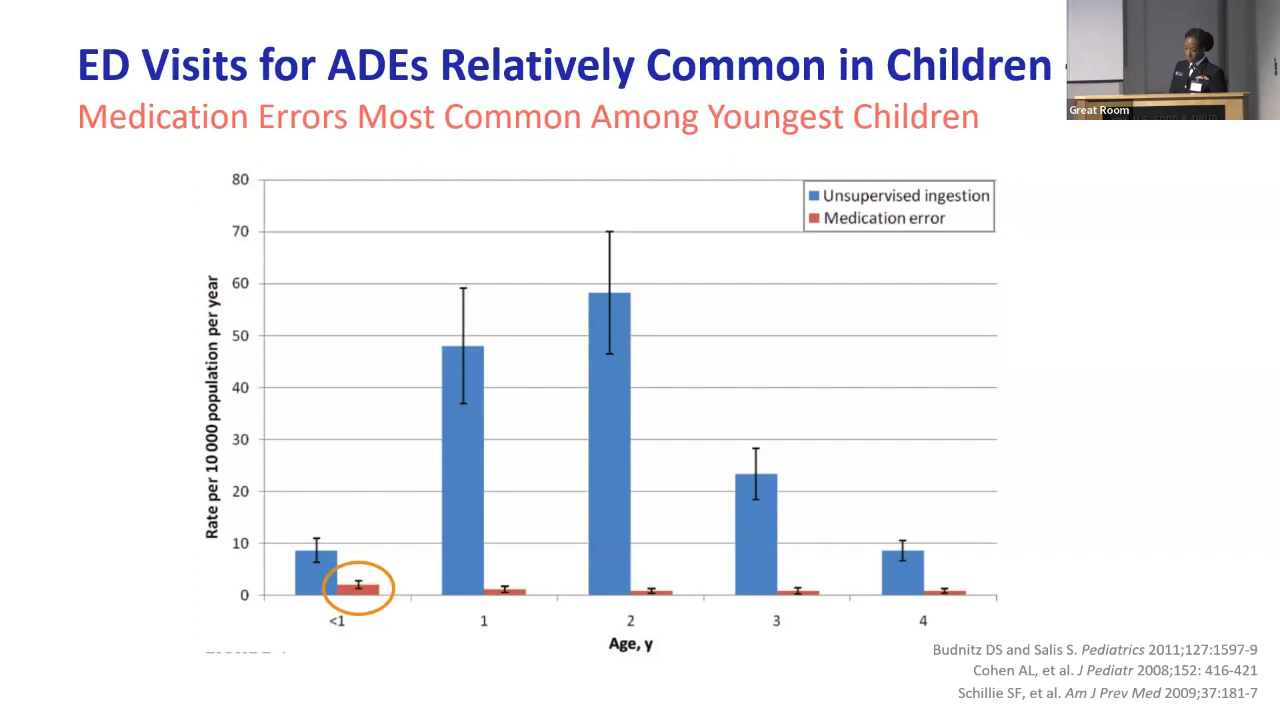 ED Visits for ADEs Relatively Common in Children
Medication Errors Most Common Among Youngest Children
Great Room
80
70
60
50
40
30
20
10
0
Rate per 10 000 population per year
Unsupervised ingestion
Medication error
<1
1
2
3
4
Age, y
Budnitz DS and Salis S. Pediatrics 2011;127:1597-9
Cohen AL, et al. J Pediatr 2008;152: 416-421
Schillie SF, et al. Am J Prev Med 2009;37:181-7